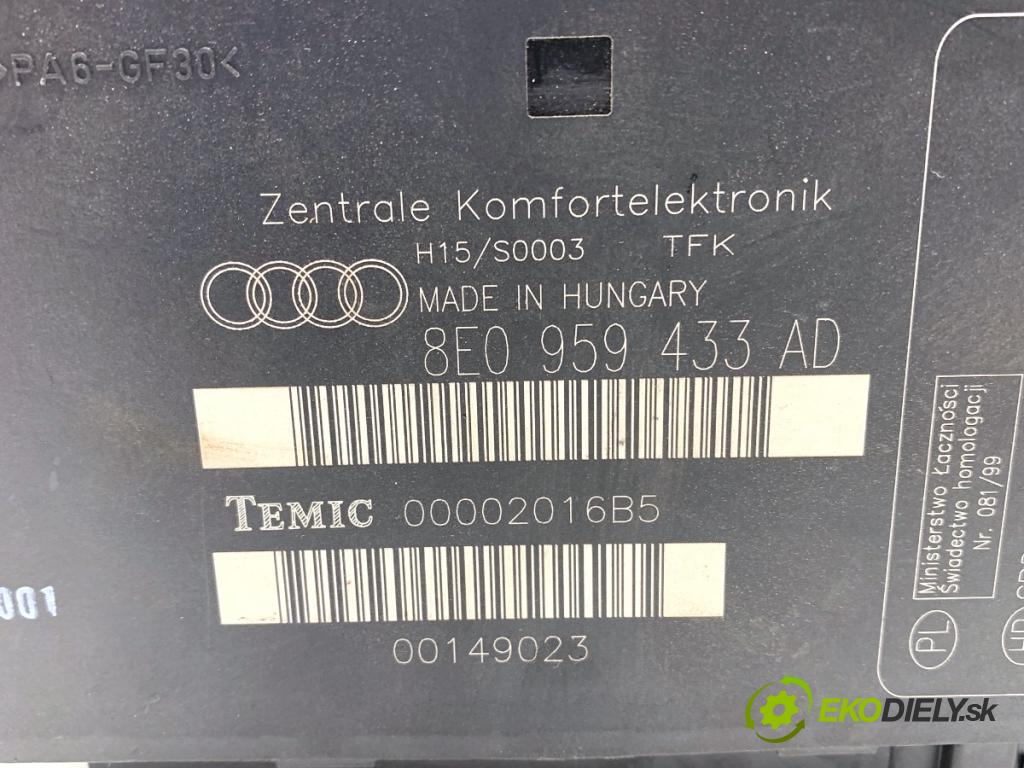 >PA6-GF30<
Zentrale Komfortelektronik
H15/S0003 TFK
MADE IN HUNGARY
8E0 959 433 AD
TEMIC 00002016B5
001
00149023
Ministerstwo Łączności
Świadectwo homologacji
Nr. 081/99
PL
EKODIELY.sk